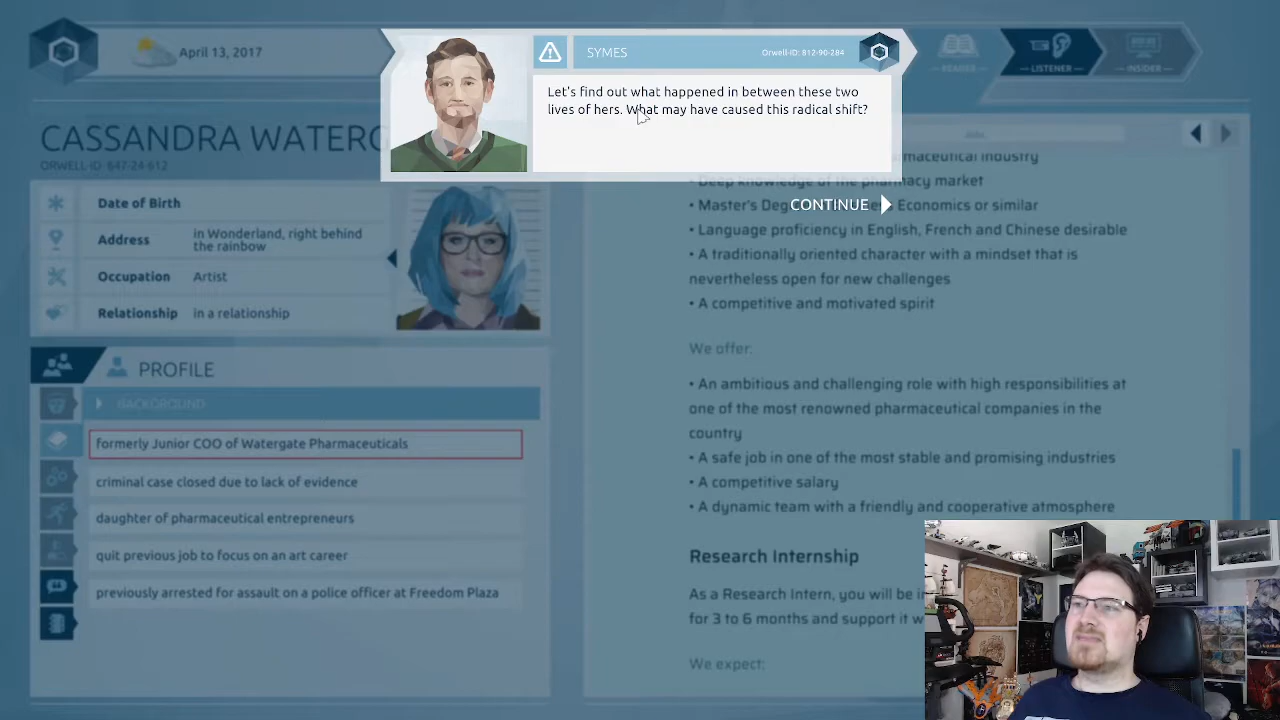 April 13, 2017
SYMES
Orwell-ID: 812-90-284
READER
LISTENER
INSIDER
Let's find out what happened in between these two
lives of hers. What may have caused this radical shift?
CONTINUE
CASSANDRA WATERG
ORWELL-ID: 647-24-612
Date of Birth
Address
in Wonderland, right behind
the rainbow
Occupation
Artist
Relationship
in a relationship
PROFILE
BACKGROUND
formerly Junior COO of Watergate Pharmaceuticals
criminal case closed due to lack of evidence
daughter of pharmaceutical entrepreneurs
quit previous job to focus on an art career
previously arrested for assault on a police officer at Freedom Plaza
maceutical industry
• Deep knowledge of the pharmacy market
• Master's Deg
Economics or similar
• Language proficiency in English, French and Chinese desirable
• A traditionally oriented character with a mindset that is
nevertheless open for new challenges
• A competitive and motivated spirit
We offer:
• An ambitious and challenging role with high responsibilities at
one of the most renowned pharmaceutical companies in the
country
• A safe job in one of the most stable and promising industries
• A competitive salary
• A dynamic team with a friendly and cooperative atmosphere
Research Internship
As a Research Intern, you will be i
for 3 to 6 months and support it w
We expect: